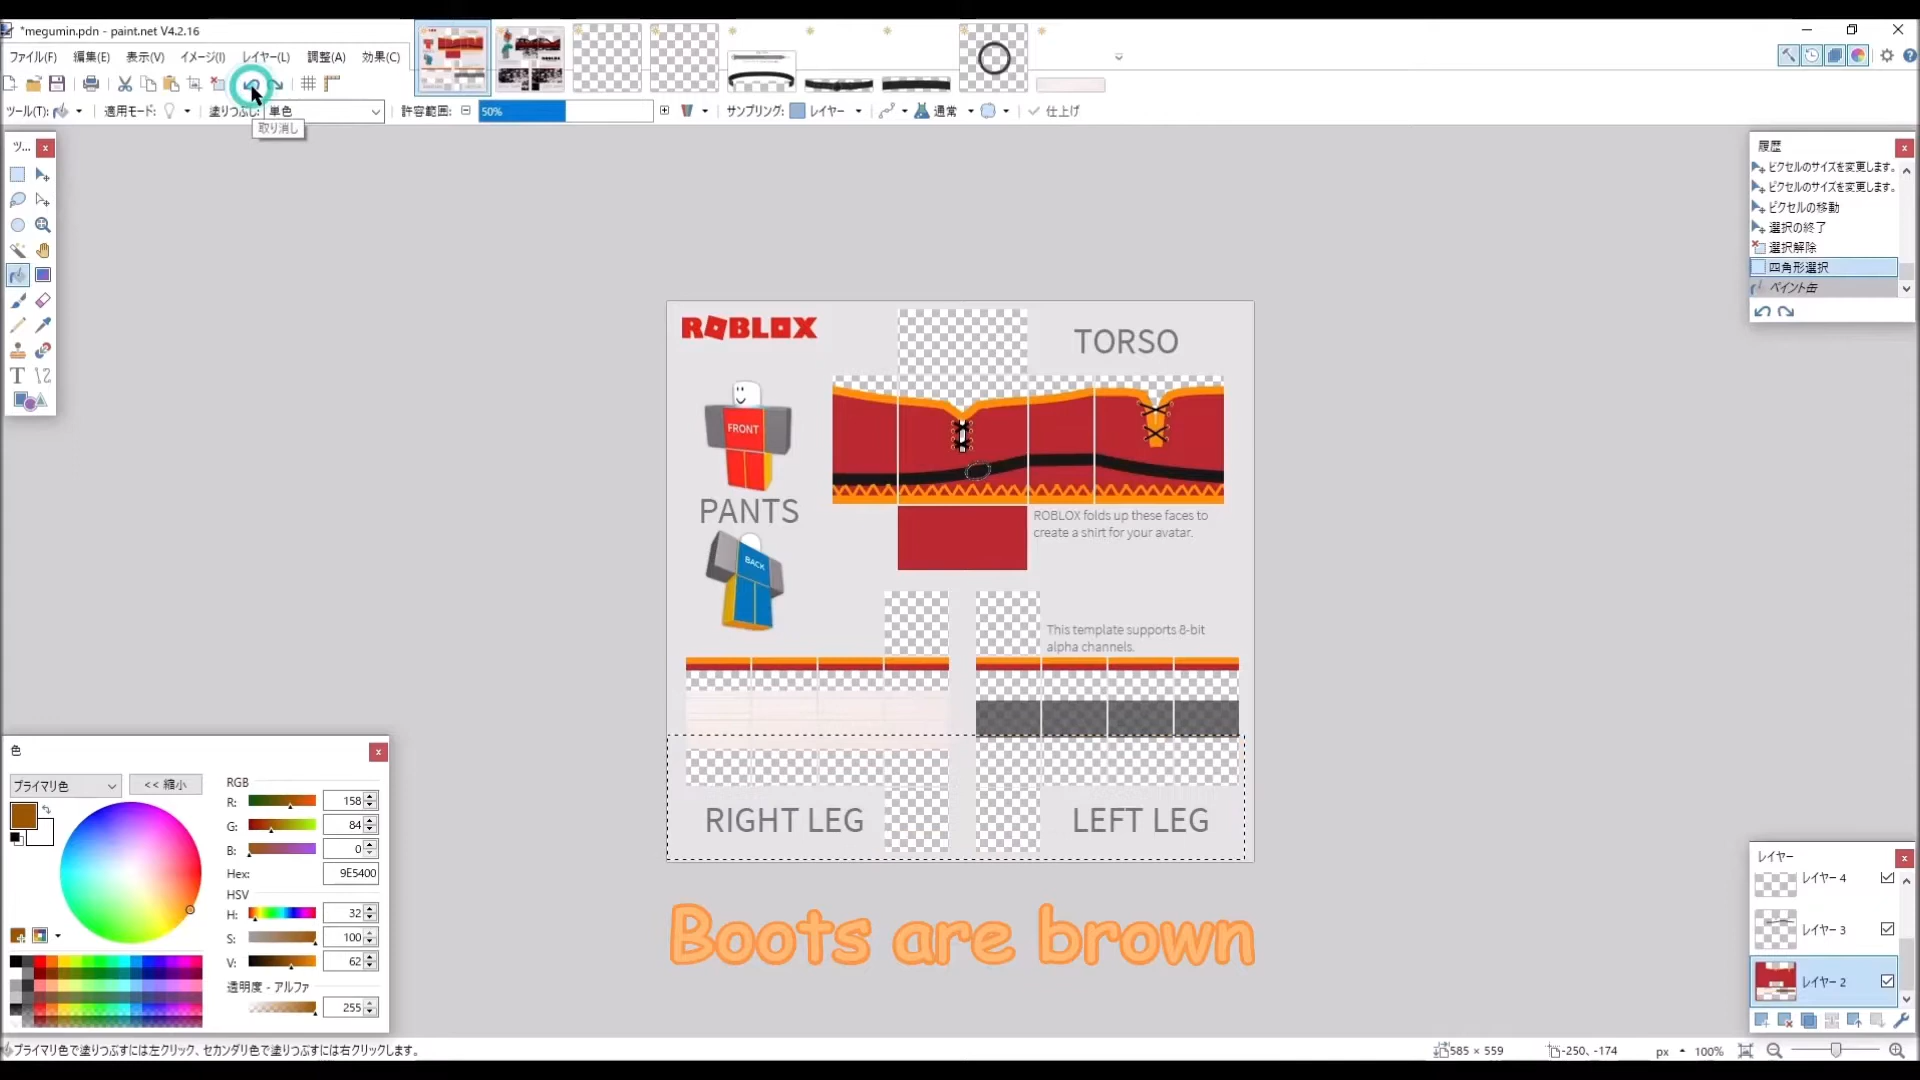 *megumin.pdn - paint.net V4.2.16
ファイル(F) 編集(E) 表示(V) イメージ(I) レイヤー(L) 調整(A) 効果(C)
ツール(T): 適用モード: 塗りつぶし: 単色 許容範囲: 50% サンプリング: レイヤー 通常 仕上げ
取り消し
ツ...
履歴
ピクセルのサイズを変更します。
ピクセルのサイズを変更します。
ピクセルの移動
選択の終了
選択解除
四角形選択
ペイント缶
ROBLOX
TORSO
FRONT
PANTS
BACK
ROBLOX folds up these faces to
create a shirt for your avatar.
This template supports 8-bit
alpha channels.
RIGHT LEG
LEFT LEG
Boots are brown
色
プライマリ色
<< 縮小
RGB
R: 158
G: 84
B: 0
Hex: 9E5400
HSV
H: 32
S: 100
V: 62
透明度 - アルファ
255
レイヤー
レイヤー 4
レイヤー 3
レイヤー 2
プライマリ色で塗りつぶすには左クリック、セカンダリ色で塗りつぶすには右クリックします。
585 × 559
-250、-174
px
100%